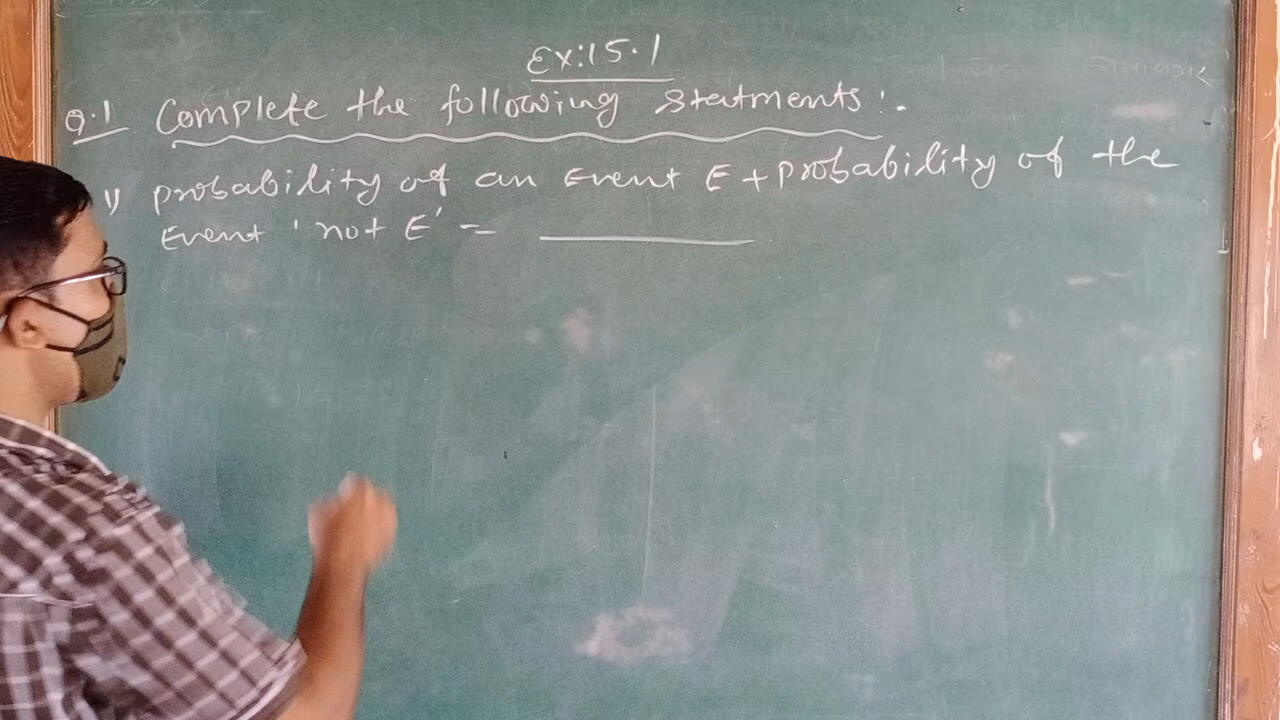 Ex:15.1
Q.1 Complete the following statments :-
1) probability of an Event E + probability of the
Event 'not E' = ________